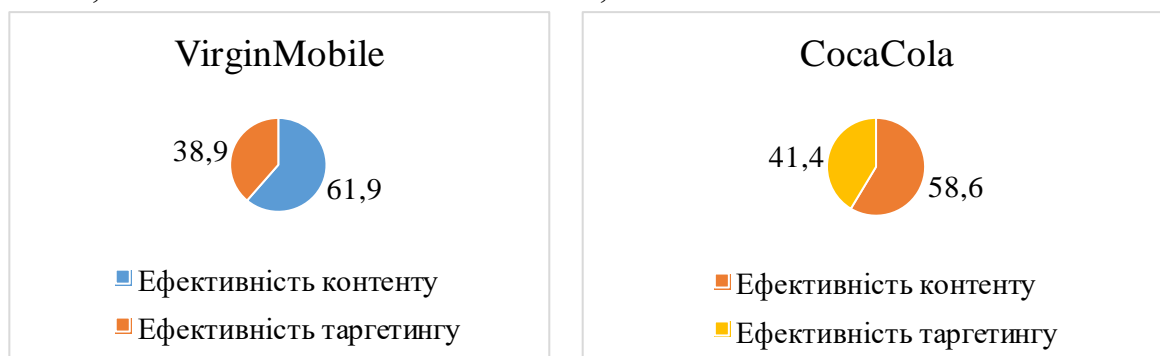 VirginMobile
38,9
61,9
Ефективність контенту
Ефективність таргетингу
CocaCola
41,4
58,6
Ефективність контенту
Ефективність таргетингу